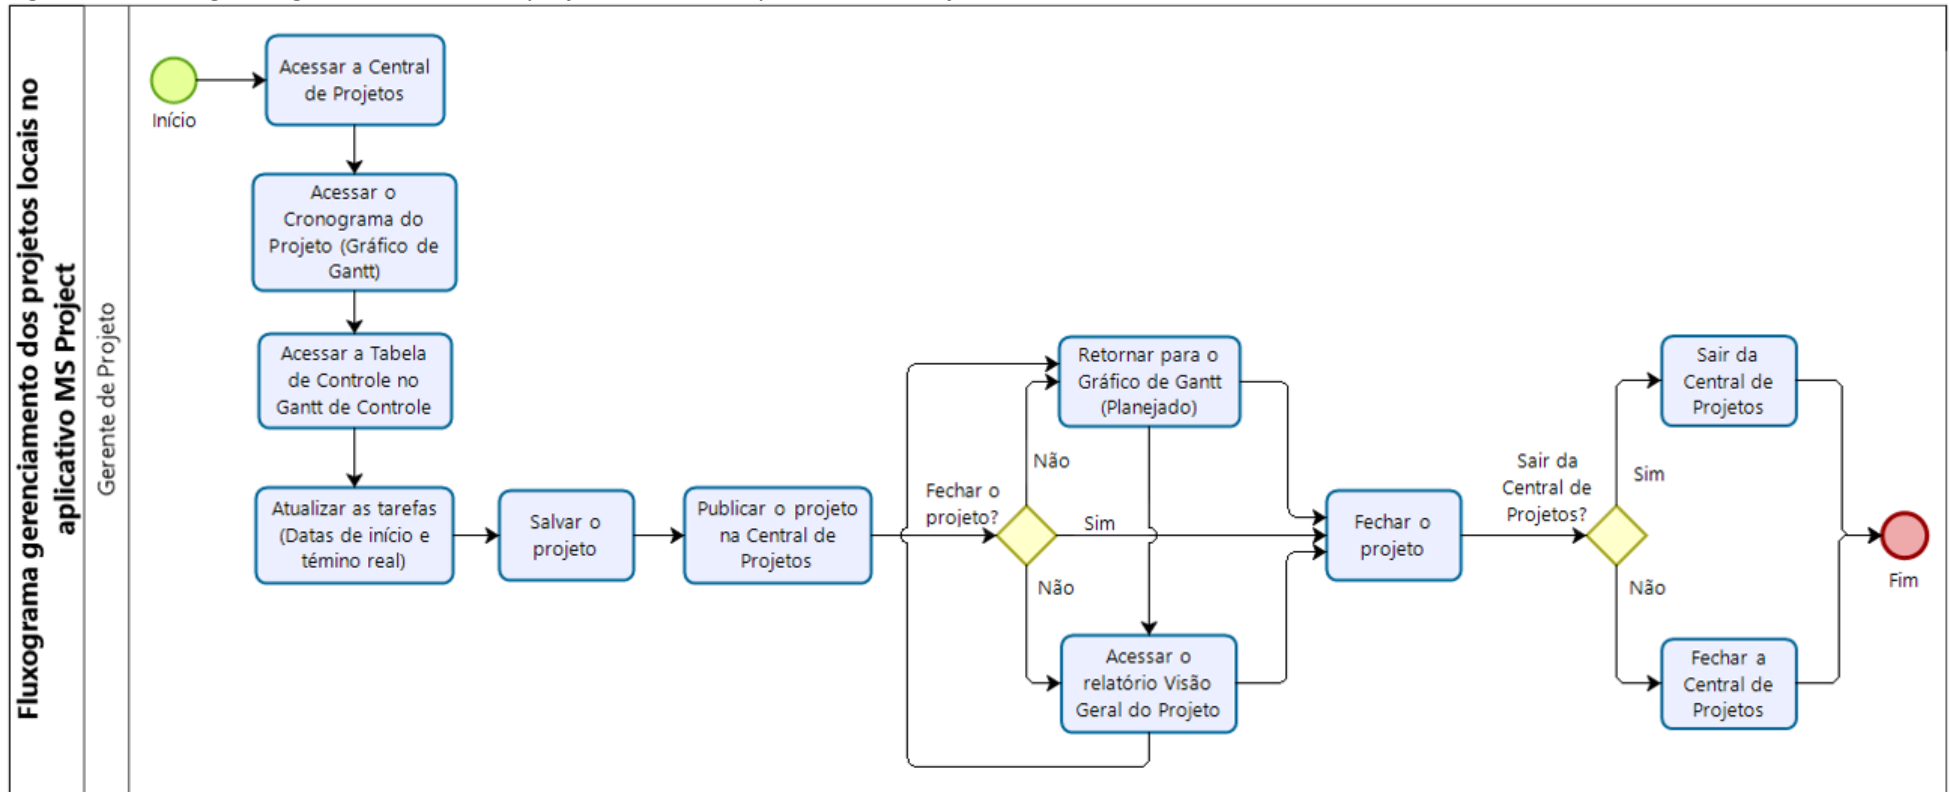 Fluxograma gerenciamento dos projetos locais no
aplicativo MS Project
Gerente de Projeto
Início
Acessar a Central
de Projetos
Acessar o
Cronograma do
Projeto (Gráfico de
Gantt)
Acessar a Tabela
de Controle no
Gantt de Controle
Atualizar as tarefas
(Datas de início e
témino real)
Salvar o
projeto
Publicar o projeto
na Central de
Projetos
Fechar o
projeto?
Não
Sim
Não
Retornar para o
Gráfico de Gantt
(Planejado)
Acessar o
relatório Visão
Geral do Projeto
Fechar o
projeto
Sair da
Central de
Projetos?
Sim
Não
Sair da
Central de
Projetos
Fechar a
Central de
Projetos
Fim